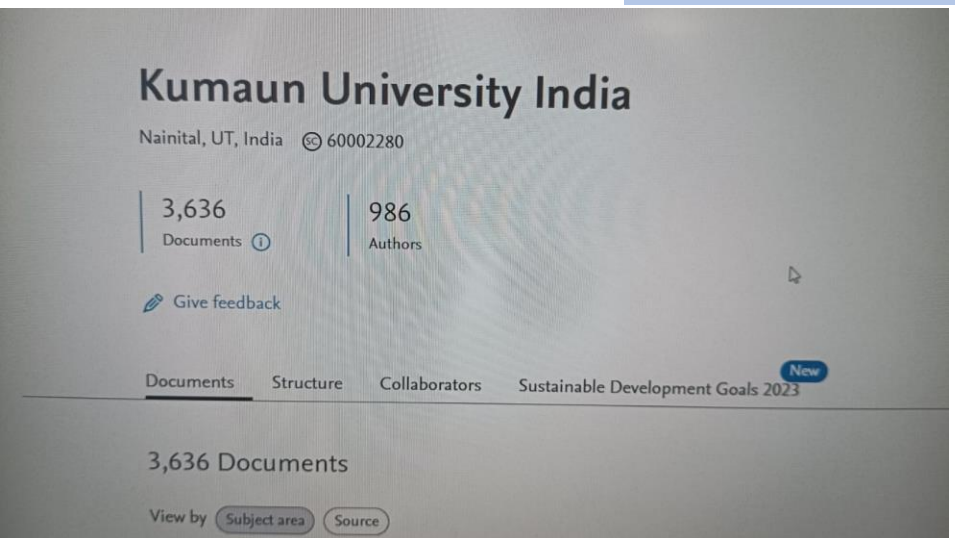 Kumaun University India
Nainital, UT, India SC 60002280
3,636 986
Documents i Authors
Give feedback
New
Documents Structure Collaborators Sustainable Development Goals 2023
3,636 Documents
View by Subject area Source